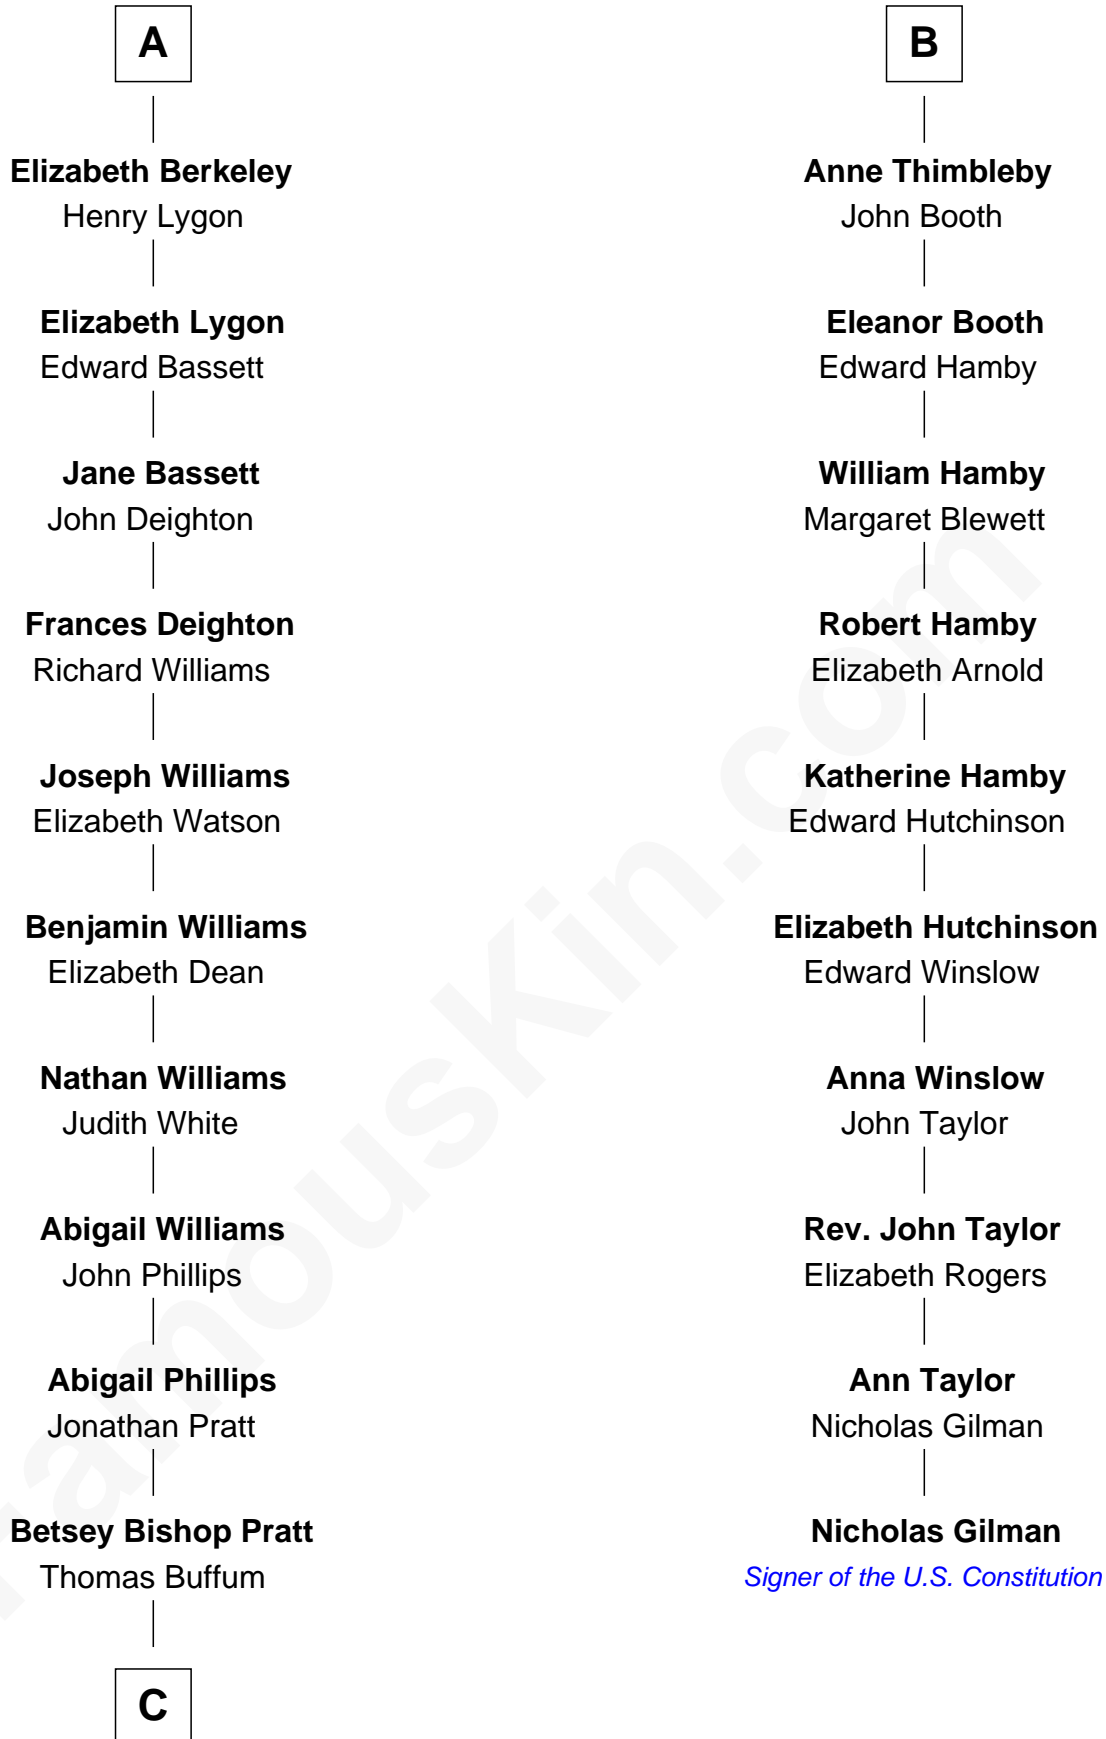 A
Elizabeth Berkeley
Henry Lygon
Elizabeth Lygon
Edward Bassett
Jane Bassett
John Deighton
Frances Deighton
Richard Williams
Joseph Williams
Elizabeth Watson
Benjamin Williams
Elizabeth Dean
Nathan Williams
Judith White
Abigail Williams
John Phillips
Abigail Phillips
Jonathan Pratt
Betsey Bishop Pratt
Thomas Buffum
C
B
Anne Thimbleby
John Booth
Eleanor Booth
Edward Hamby
William Hamby
Margaret Blewett
Robert Hamby
Elizabeth Arnold
Katherine Hamby
Edward Hutchinson
Elizabeth Hutchinson
Edward Winslow
Anna Winslow
John Taylor
Rev. John Taylor
Elizabeth Rogers
Ann Taylor
Nicholas Gilman
Nicholas Gilman
Signer of the U.S. Constitution
FamousKin.com